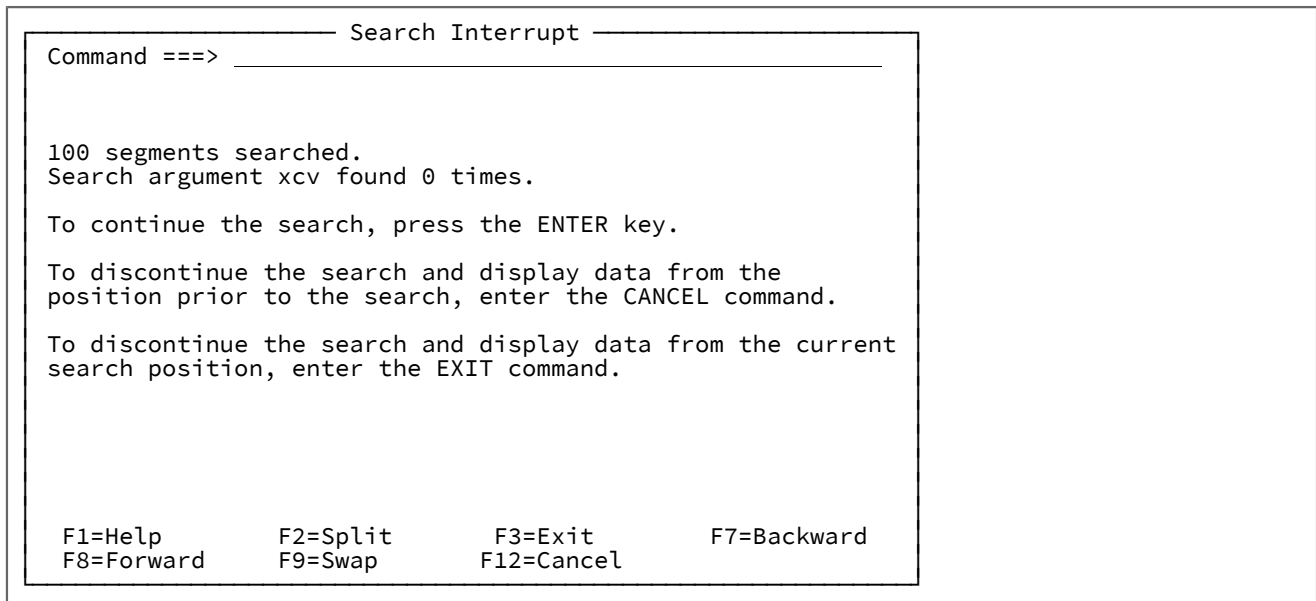 Search Interrupt
Command ===>
100 segments searched.
Search argument xcv found 0 times.
To continue the search, press the ENTER key.
To discontinue the search and display data from the
position prior to the search, enter the CANCEL command.
To discontinue the search and display data from the current
search position, enter the EXIT command.
F1=Help F2=Split F3=Exit F7=Backward
F8=Forward F9=Swap F12=Cancel